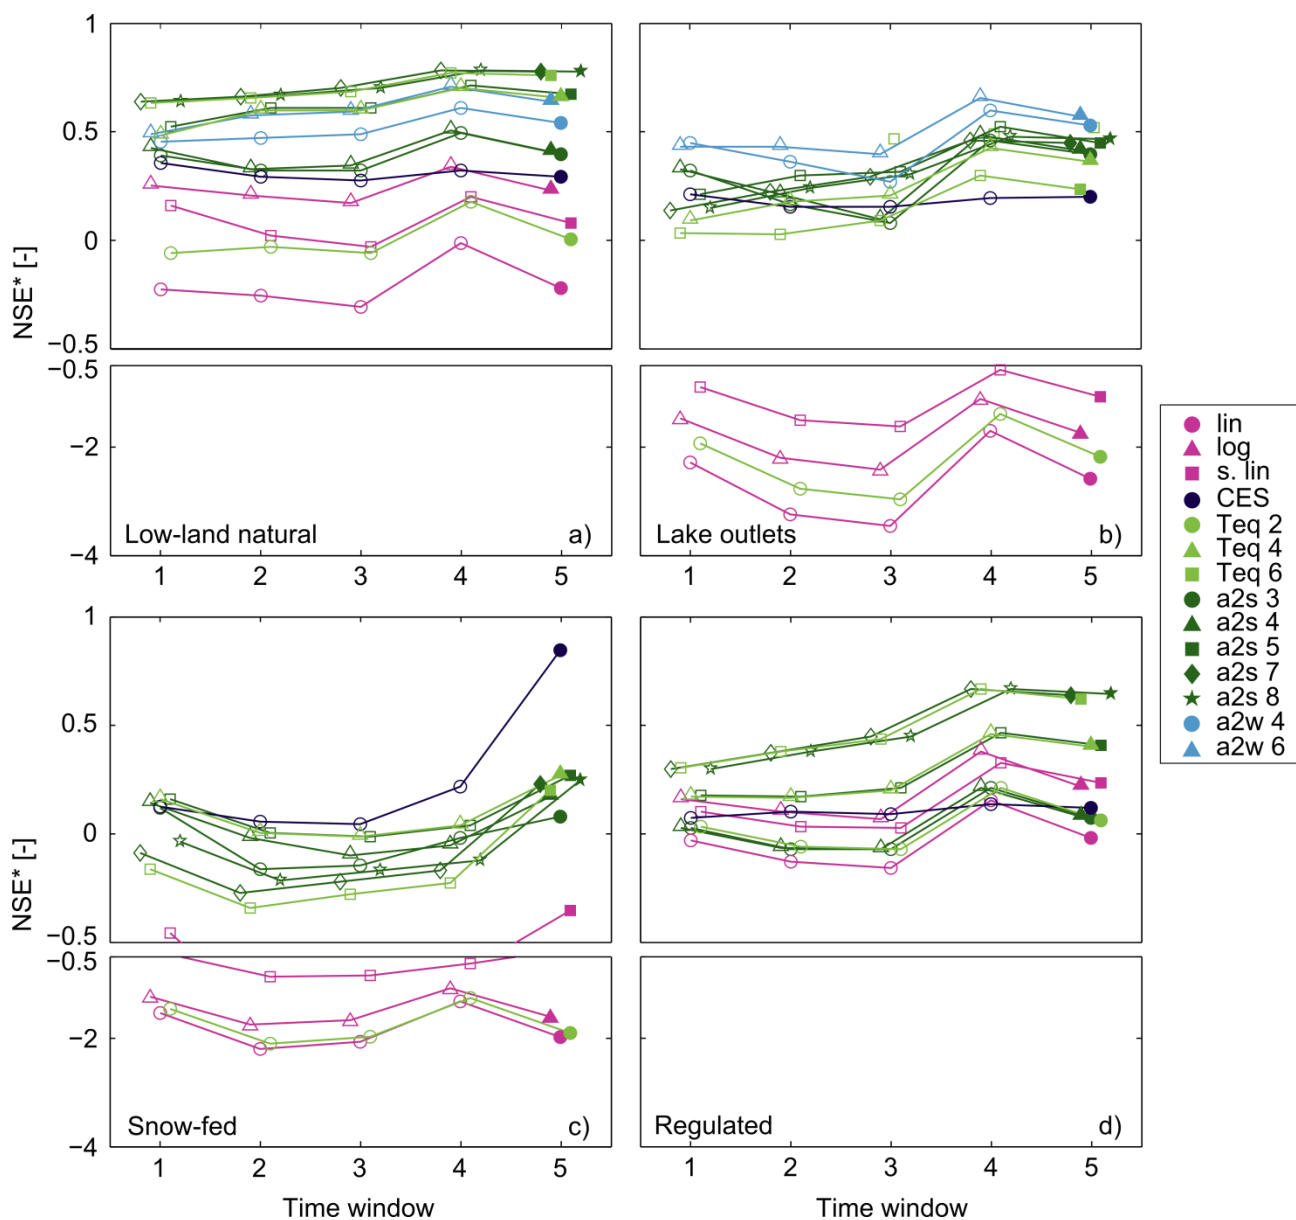 1
0.5
0
−0.5
NSE* [-]
−0.5
−2
−4
Low-land natural a)
Lake outlets b)
1 2 3 4 5
1 2 3 4 5
lin
log
s. lin
CES
Teq 2
Teq 4
Teq 6
a2s 3
a2s 4
a2s 5
a2s 7
a2s 8
a2w 4
a2w 6
1
0.5
0
−0.5
NSE* [-]
−0.5
−2
−4
Snow-fed c)
Regulated d)
1 2 3 4 5
1 2 3 4 5
Time window
Time window